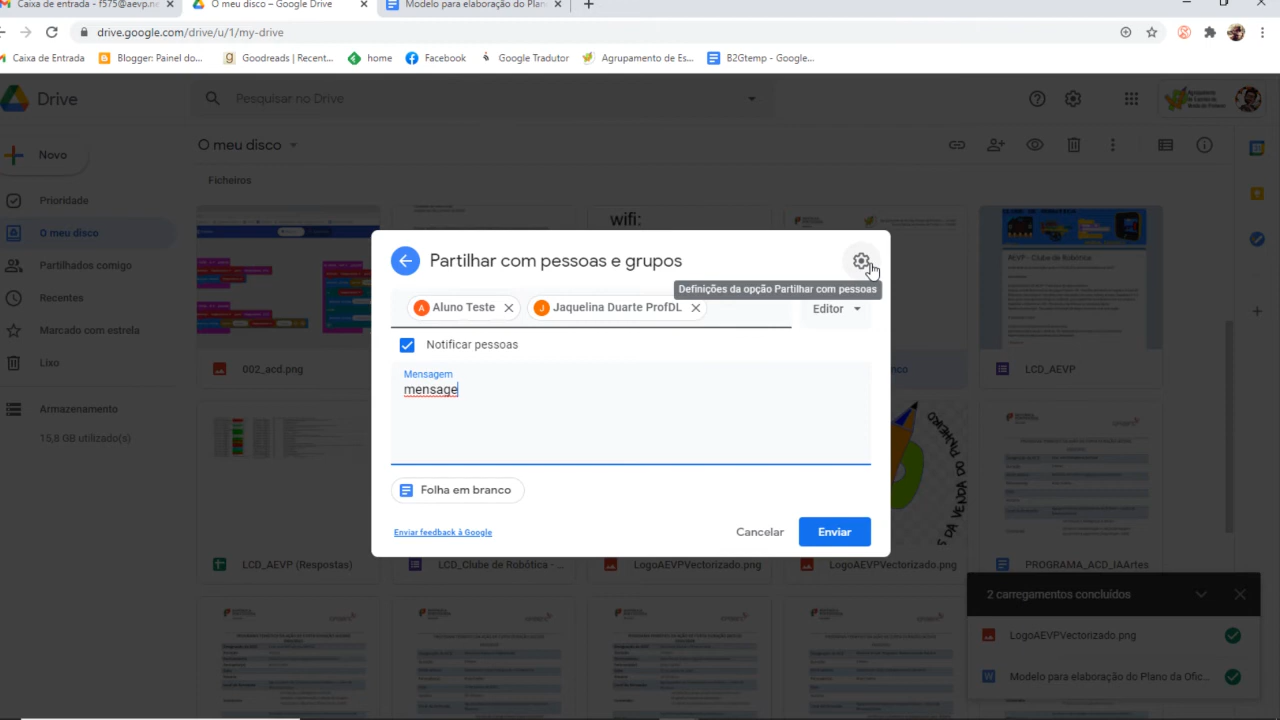 Caixa de entrada - f575@aevp.n
O meu disco – Google Drive
Modelo para elaboração do Plan
drive.google.com/drive/u/1/my-drive
Caixa de Entrada
Blogger: Painel do...
Goodreads | Recent...
home
Facebook
Google Tradutor
Agrupamento de Es...
B2Gtemp - Google...
Drive
Pesquisar no Drive
Novo
O meu disco
Ficheiros
Prioridade
O meu disco
Partilhados comigo
Recentes
Marcado com estrela
Lixo
Armazenamento
15,8 GB utilizado(s)
wifi:
AEVP - Clube de Robótica
002_acd.png
nco
LCD_AEVP
Partilhar com pessoas e grupos
Definições da opção Partilhar com pessoas
Aluno Teste
Jaquelina Duarte ProfDL
Editor
Notificar pessoas
Mensagem
mensage
Folha em branco
Enviar feedback à Google
Cancelar
Enviar
DA VENDA DO PINHEIRO
LCD_AEVP (Respostas)
LCD_Clube de Robótica - ...
LogoAEVPVectorizado.png
LogoAEVPVectorizado.png
PROGRAMA_ACD_IAArtes
2 carregamentos concluídos
LogoAEVPVectorizado.png
Modelo para elaboração do Plano da Ofic...